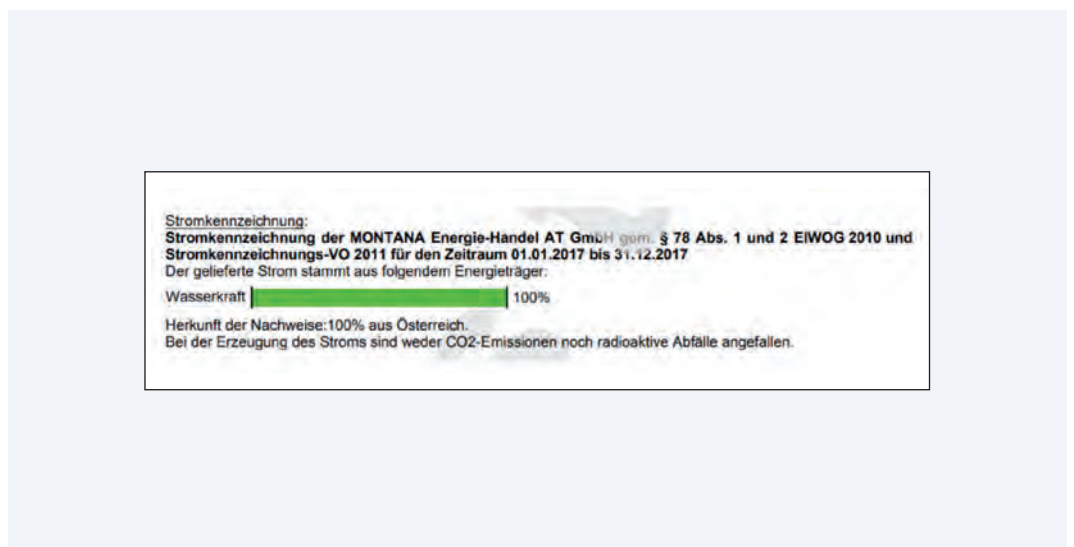 Stromkennzeichnung:
Stromkennzeichnung der MONTANA Energie-Handel AT GmbH gem. § 78 Abs. 1 und 2 ElWOG 2010 und
Stromkennzeichnungs-VO 2011 für den Zeitraum 01.01.2017 bis 31.12.2017
Der gelieferte Strom stammt aus folgendem Energieträger:
Wasserkraft 100%
Herkunft der Nachweise:100% aus Österreich.
Bei der Erzeugung des Stroms sind weder CO2-Emissionen noch radioaktive Abfälle angefallen.